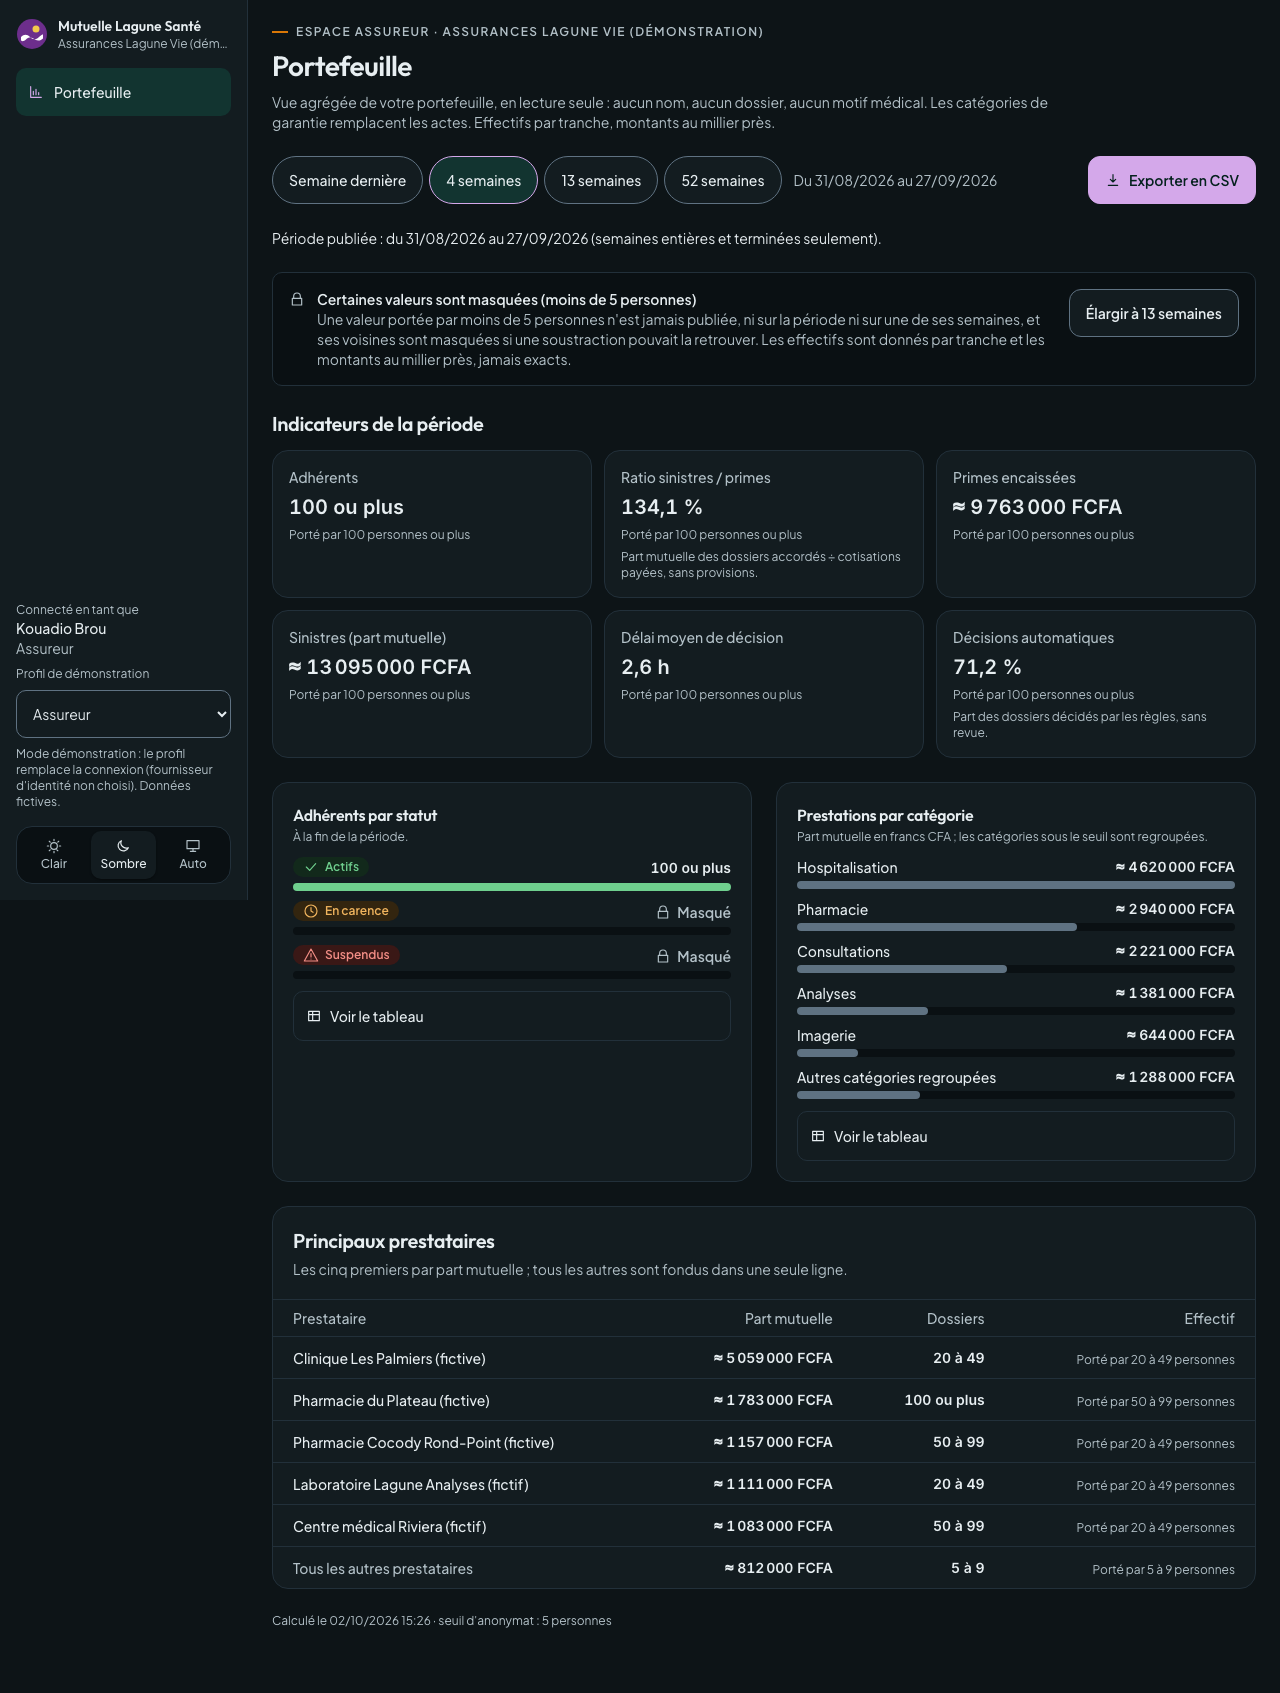 Mutuelle Lagune Santé
Assurances Lagune Vie (dém…
Portefeuille
Connecté en tant que
Kouadio Brou
Assureur
Profil de démonstration
Assureur
Mode démonstration : le profil
remplace la connexion (fournisseur
d'identité non choisi). Données
fictives.
Clair
Sombre
Auto
ESPACE ASSUREUR · ASSURANCES LAGUNE VIE (DÉMONSTRATION)
Portefeuille
Vue agrégée de votre portefeuille, en lecture seule : aucun nom, aucun dossier, aucun motif médical. Les catégories de
garantie remplacent les actes. Effectifs par tranche, montants au millier près.
Semaine dernière
4 semaines
13 semaines
52 semaines
Du 31/08/2026 au 27/09/2026
Exporter en CSV
Période publiée : du 31/08/2026 au 27/09/2026 (semaines entières et terminées seulement).
Certaines valeurs sont masquées (moins de 5 personnes)
Une valeur portée par moins de 5 personnes n'est jamais publiée, ni sur la période ni sur une de ses semaines, et
ses voisines sont masquées si une soustraction pouvait la retrouver. Les effectifs sont donnés par tranche et les
montants au millier près, jamais exacts.
Élargir à 13 semaines
Indicateurs de la période
Adhérents
100 ou plus
Porté par 100 personnes ou plus
Ratio sinistres / primes
134,1 %
Porté par 100 personnes ou plus
Part mutuelle des dossiers accordés ÷ cotisations
payées, sans provisions.
Primes encaissées
≈ 9 763 000 FCFA
Porté par 100 personnes ou plus
Sinistres (part mutuelle)
≈ 13 095 000 FCFA
Porté par 100 personnes ou plus
Délai moyen de décision
2,6 h
Porté par 100 personnes ou plus
Décisions automatiques
71,2 %
Porté par 100 personnes ou plus
Part des dossiers décidés par les règles, sans
revue.
Adhérents par statut
À la fin de la période.
Actifs 100 ou plus
En carence Masqué
Suspendus Masqué
Voir le tableau
Prestations par catégorie
Part mutuelle en francs CFA ; les catégories sous le seuil sont regroupées.
Hospitalisation ≈ 4 620 000 FCFA
Pharmacie ≈ 2 940 000 FCFA
Consultations ≈ 2 221 000 FCFA
Analyses ≈ 1 381 000 FCFA
Imagerie ≈ 644 000 FCFA
Autres catégories regroupées ≈ 1 288 000 FCFA
Voir le tableau
Principaux prestataires
Les cinq premiers par part mutuelle ; tous les autres sont fondus dans une seule ligne.
Prestataire Part mutuelle Dossiers Effectif
Clinique Les Palmiers (fictive) ≈ 5 059 000 FCFA 20 à 49 Porté par 20 à 49 personnes
Pharmacie du Plateau (fictive) ≈ 1 783 000 FCFA 100 ou plus Porté par 50 à 99 personnes
Pharmacie Cocody Rond-Point (fictive) ≈ 1 157 000 FCFA 50 à 99 Porté par 20 à 49 personnes
Laboratoire Lagune Analyses (fictif) ≈ 1 111 000 FCFA 20 à 49 Porté par 20 à 49 personnes
Centre médical Riviera (fictif) ≈ 1 083 000 FCFA 50 à 99 Porté par 20 à 49 personnes
Tous les autres prestataires ≈ 812 000 FCFA 5 à 9 Porté par 5 à 9 personnes
Calculé le 02/10/2026 15:26 · seuil d'anonymat : 5 personnes